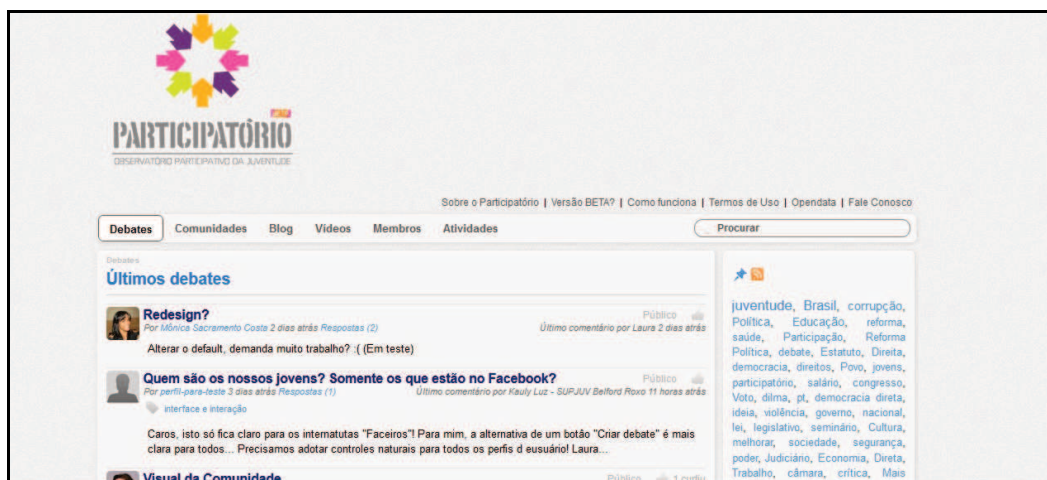 PARTICIPATÓRIO
OBSERVATÓRIO PARTICIPATIVO DA JUVENTUDE
Sobre o Participatório | Versão BETA? | Como funciona | Termos de Uso | Opendata | Fale Conosco
Debates Comunidades Blog Vídeos Membros Atividades Procurar
Debates
Últimos debates
Redesign? Público
Por Mônica Sacramento Costa 2 dias atrás Respostas (2) Último comentário por Laura 2 dias atrás
Alterar o default, demanda muito trabalho? :( (Em teste)
Quem são os nossos jovens? Somente os que estão no Facebook? Público
Por perfil-para-teste 3 dias atrás Respostas (1) Último comentário por Kauly Luz - SUPJUV Belford Roxo 11 horas atrás
interface e interação
Caros, isto só fica claro para os internatutas "Faceiros"! Para mim, a alternativa de um botão "Criar debate" é mais
clara para todos... Precisamos adotar controles naturais para todos os perfis d eusuário! Laura...
Visual da Comunidade Público 1 curtiu
juventude, Brasil, corrupção,
Política, Educação, reforma,
saúde, Participação, Reforma
Política, debate, Estatuto, Direita,
democracia, direitos, Povo, jovens,
participatório, salário, congresso,
Voto, dilma, pt, democracia direta,
ideia, violência, governo, nacional,
lei, legislativo, seminário, Cultura,
melhorar, sociedade, segurança,
poder, Judiciário, Economia, Direta,
Trabalho, câmara, crítica, Mais